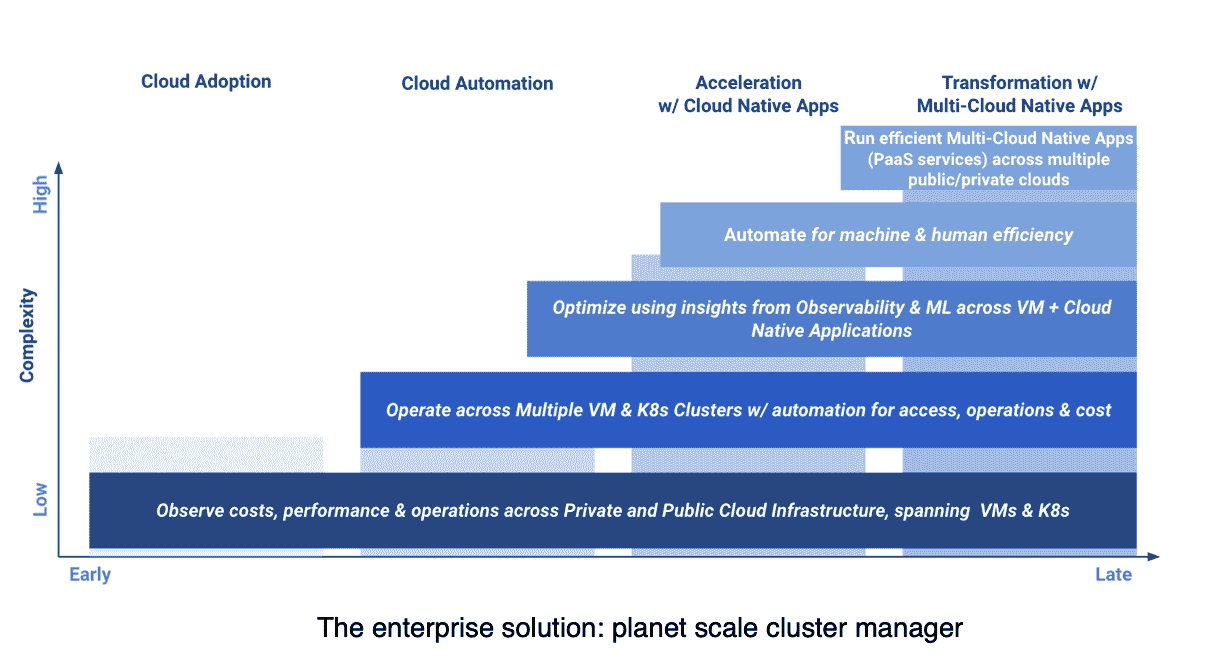 Cloud Adoption
Cloud Automation
Acceleration
w/ Cloud Native Apps
Transformation w/
Multi-Cloud Native Apps
Run efficient Multi-Cloud Native Apps
(PaaS services) across multiple
public/private clouds
High
Automate for machine & human efficiency
Complexity
Optimize using insights from Observability & ML across VM + Cloud
Native Applications
Operate across Multiple VM & K8s Clusters w/ automation for access, operations & cost
Low
Observe costs, performance & operations across Private and Public Cloud Infrastructure, spanning VMs & K8s
Early
Late
The enterprise solution: planet scale cluster manager